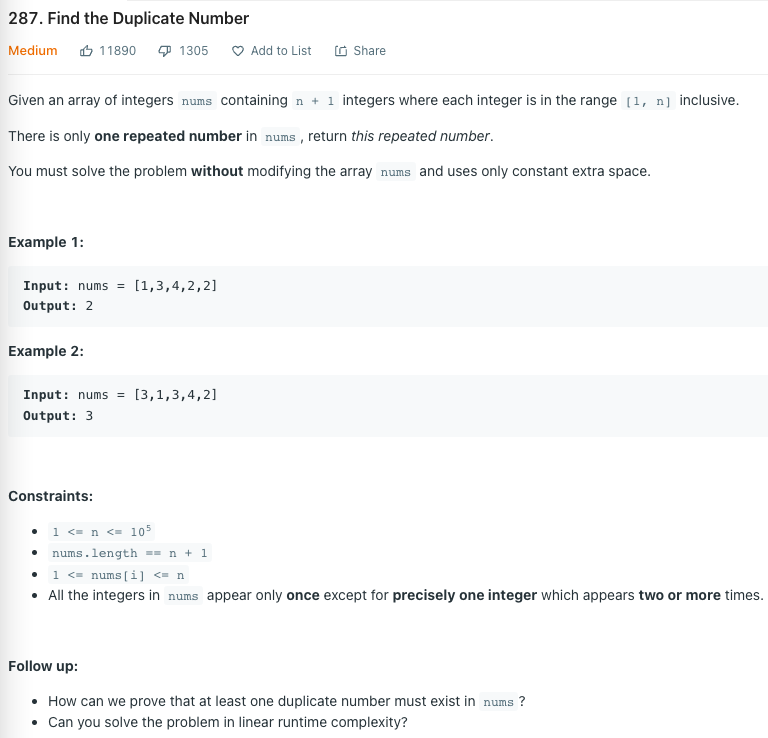 287. Find the Duplicate Number
Medium 11890 1305 Add to List Share
Given an array of integers nums containing n + 1 integers where each integer is in the range [1, n] inclusive.
There is only one repeated number in nums , return this repeated number.
You must solve the problem without modifying the array nums and uses only constant extra space.
Example 1:
Input: nums = [1,3,4,2,2]
Output: 2
Example 2:
Input: nums = [3,1,3,4,2]
Output: 3
Constraints:
• 1 <= n <= 10⁵
• nums.length == n + 1
• 1 <= nums[i] <= n
• All the integers in nums appear only once except for precisely one integer which appears two or more times.
Follow up:
• How can we prove that at least one duplicate number must exist in nums ?
• Can you solve the problem in linear runtime complexity?